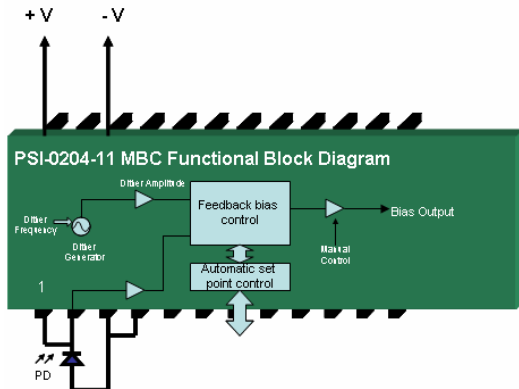 + V
- V
PSI-0204-11 MBC Functional Block Diagram
Dither Amplitude
Feedback bias
control
Dither
Frequency
Dither
Generator
Bias Output
Manual
Control
Automatic set
point control
1
PD